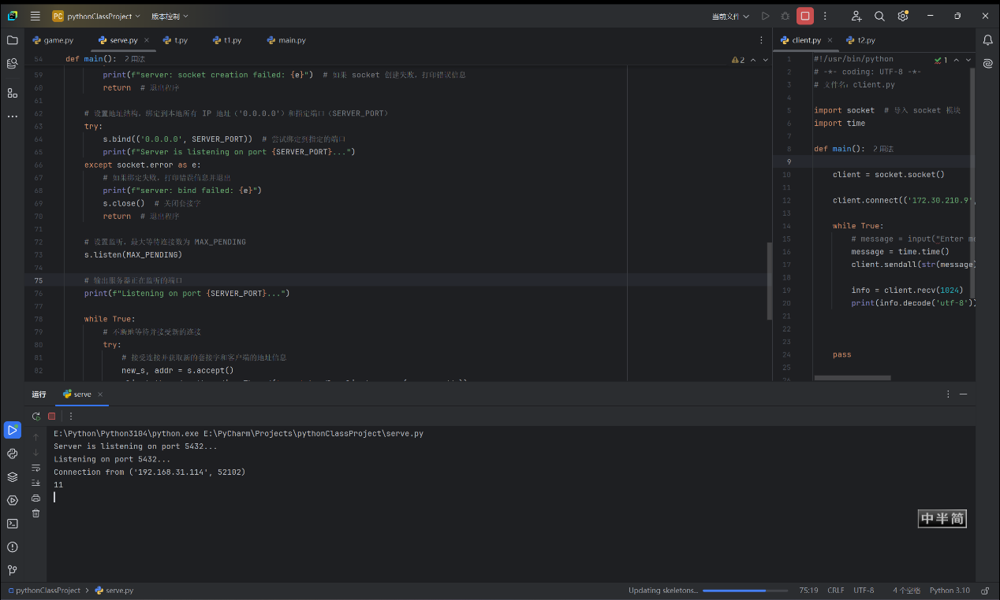 PC pythonClassProject 版本控制 当前文件
game.py serve.py t.py t1.py main.py client.py t2.py
54 def main(): 2 用法
59 print(f"server: socket creation failed: {e}") # 如果 socket 创建失败，打印错误信息
60 return # 退出程序
61
62 # 设置地址结构，绑定到本地所有 IP 地址（'0.0.0.0'）和指定端口（SERVER_PORT）
63 try:
64 s.bind(('0.0.0.0', SERVER_PORT)) # 尝试绑定到指定的端口
65 print(f"Server is listening on port {SERVER_PORT}...")
66 except socket.error as e:
67 # 如果绑定失败，打印错误信息并退出
68 print(f"server: bind failed: {e}")
69 s.close() # 关闭套接字
70 return # 退出程序
71
72 # 设置监听，最大等待连接数为 MAX_PENDING
73 s.listen(MAX_PENDING)
74
75 # 输出服务器正在监听的端口
76 print(f"Listening on port {SERVER_PORT}...")
77
78 while True:
79 # 不断地等待并接受新的连接
80 try:
81 # 接受连接并获取新的套接字和客户端的地址信息
82 new_s, addr = s.accept()
2
1 #!/usr/bin/python 1
2 # -*- coding: UTF-8 -*-
3 # 文件名：client.py
4
5 import socket # 导入 socket 模块
6 import time
7
8 def main(): 2 用法
9
10 client = socket.socket()
11
12 client.connect(('172.30.210.9',
13
14 while True:
15 # message = input("Enter me
16 message = time.time()
17 client.sendall(str(message)
18
19 info = client.recv(1024)
20 print(info.decode('utf-8'))
21
22
23
24 pass
25
运行 serve
E:\Python\Python3104\python.exe E:\PyCharm\Projects\pythonClassProject\serve.py
Server is listening on port 5432...
Listening on port 5432...
Connection from ('192.168.31.114', 52102)
11
中半简
pythonClassProject serve.py Updating skeletons... 75:19 CRLF UTF-8 4 个空格 Python 3.10